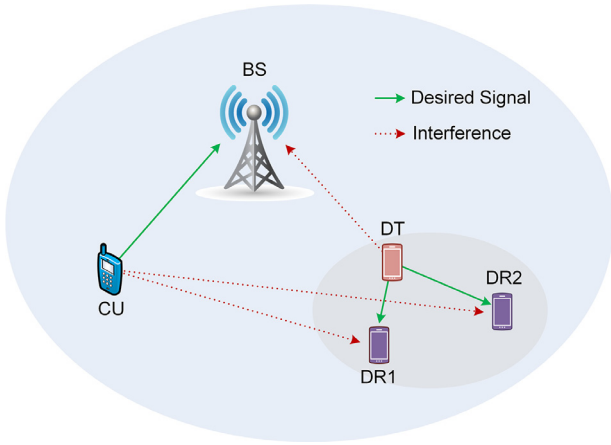 BS
Desired Signal
Interference
DT
DR2
CU
DR1